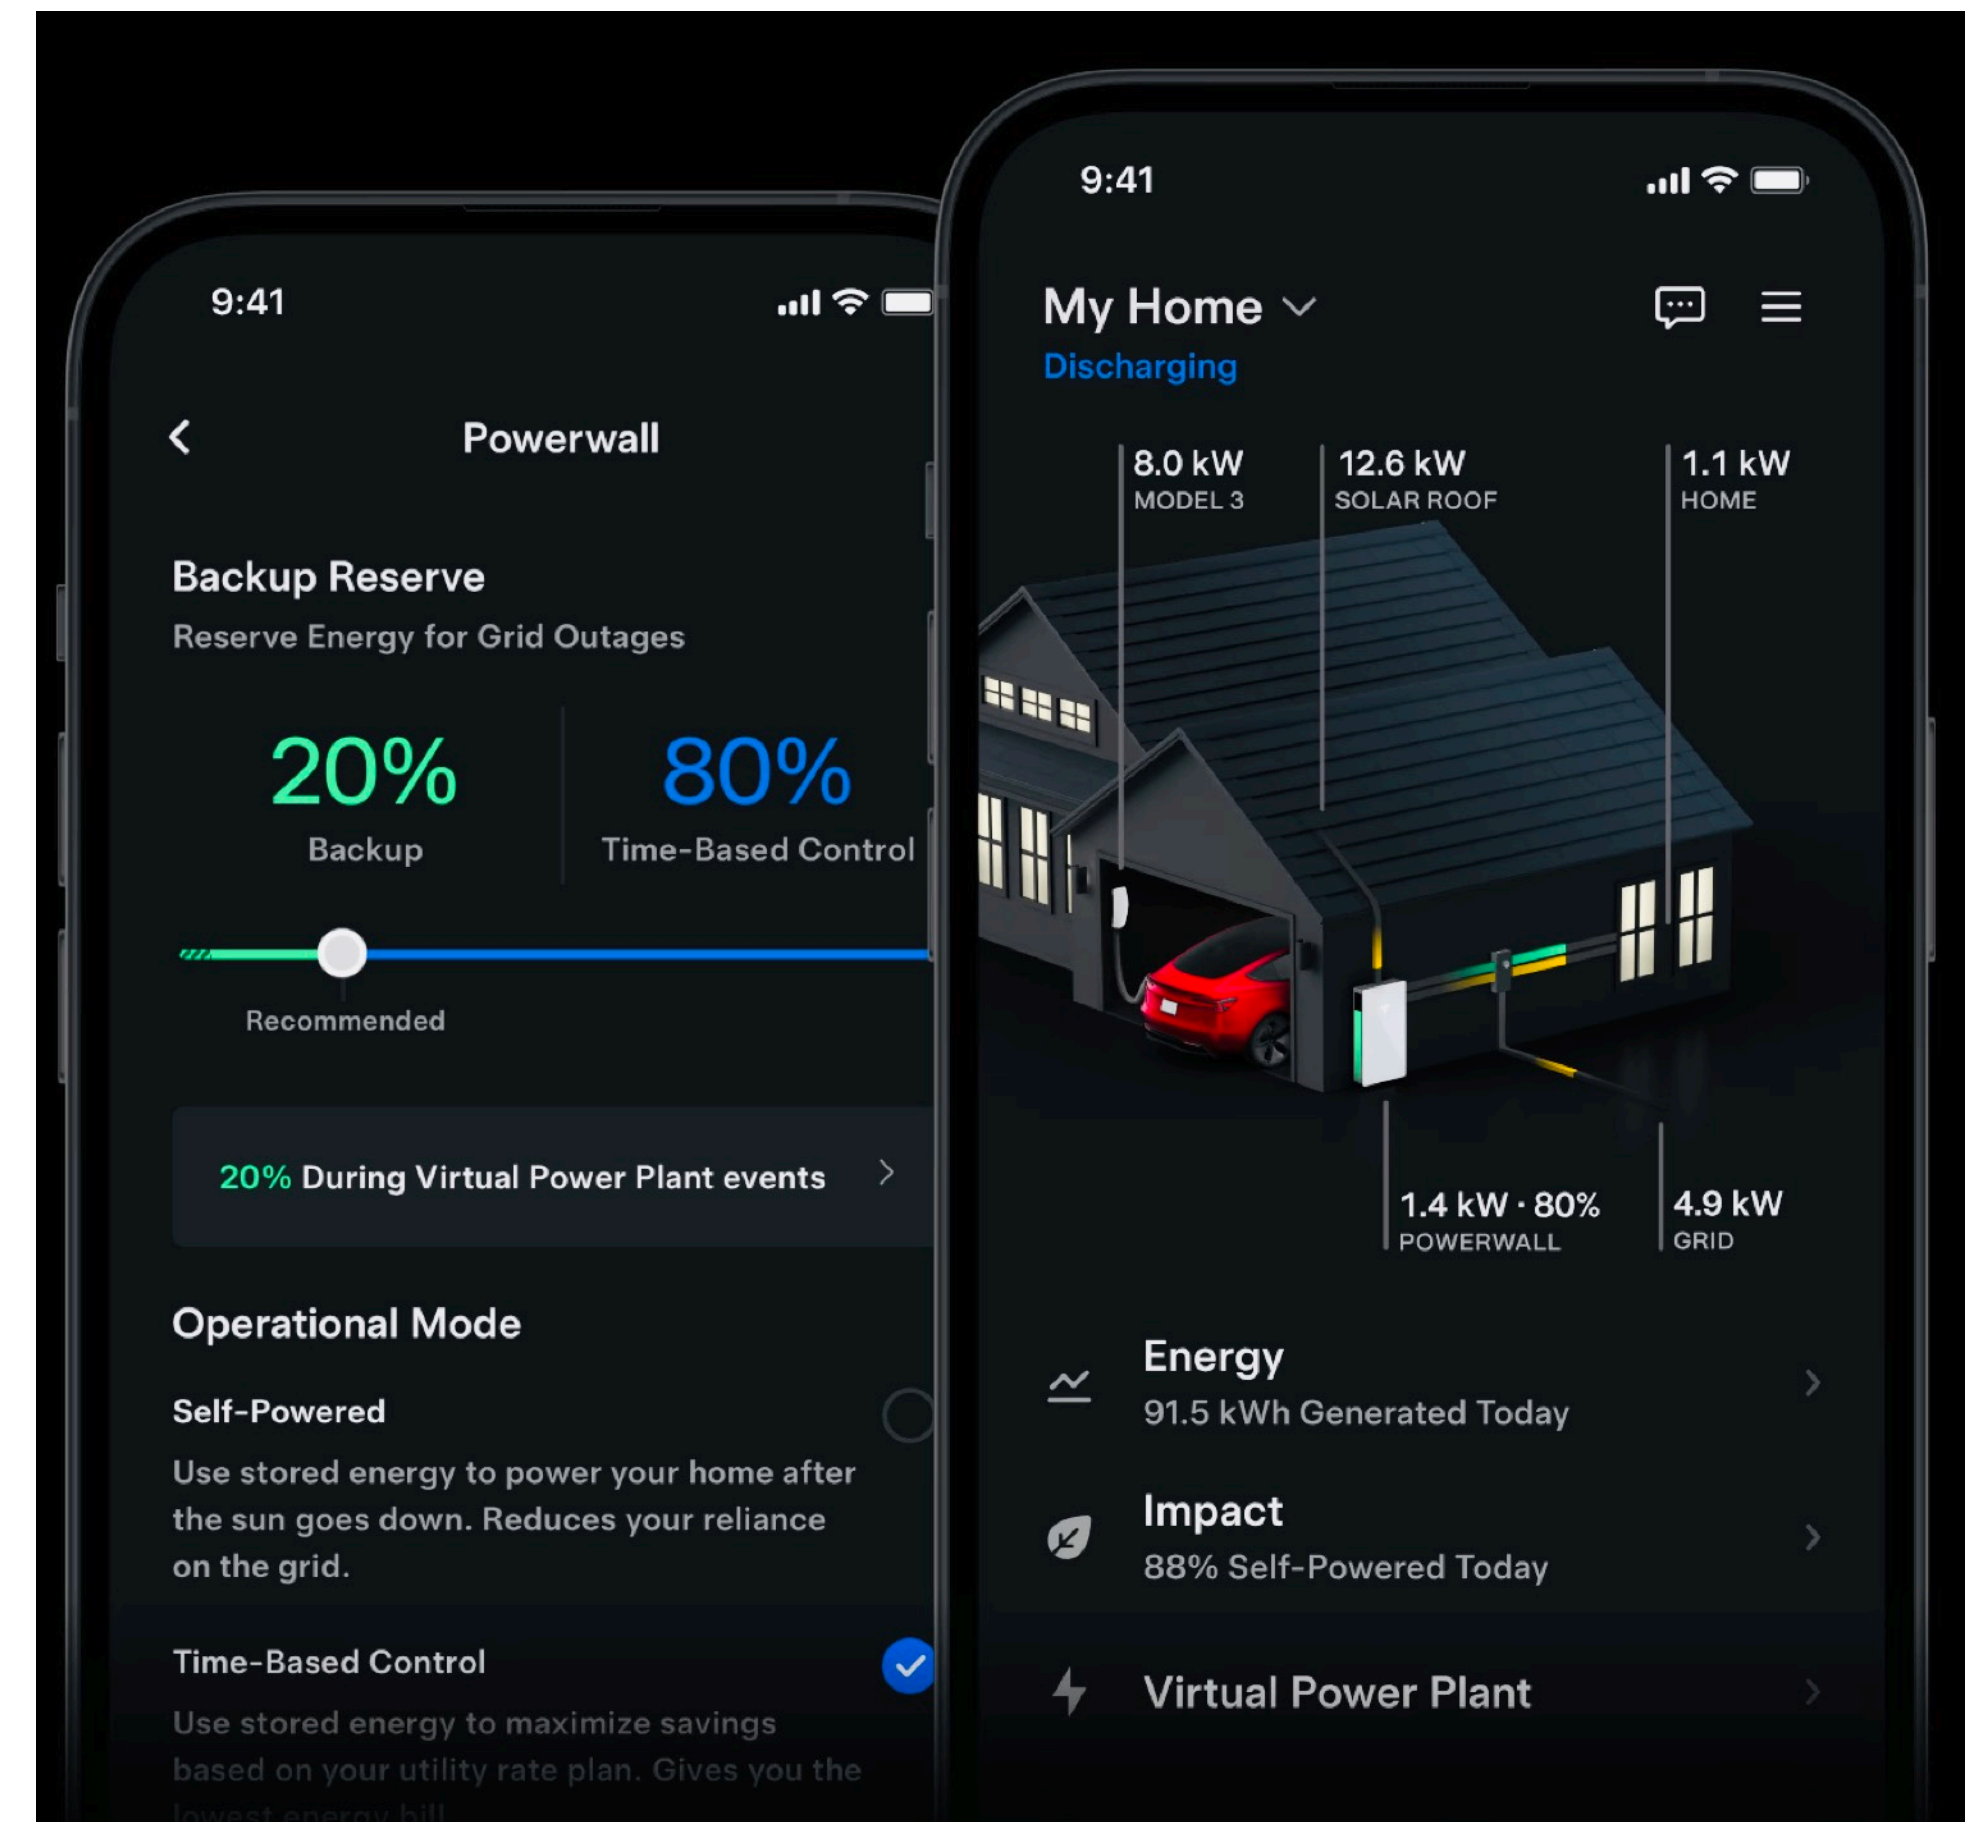 9:41
Powerwall
Backup Reserve
Reserve Energy for Grid Outages
20%
Backup
80%
Time-Based Control
Recommended
20% During Virtual Power Plant events
Operational Mode
Self-Powered
Use stored energy to power your home after
the sun goes down. Reduces your reliance
on the grid.
Time-Based Control
Use stored energy to maximize savings
based on your utility rate plan. Gives you the
lowest energy bill
9:41
My Home
Discharging
8.0 kW
MODEL 3
12.6 kW
SOLAR ROOF
1.1 kW
HOME
1.4 kW · 80%
POWERWALL
4.9 kW
GRID
Energy
91.5 kWh Generated Today
Impact
88% Self-Powered Today
Virtual Power Plant